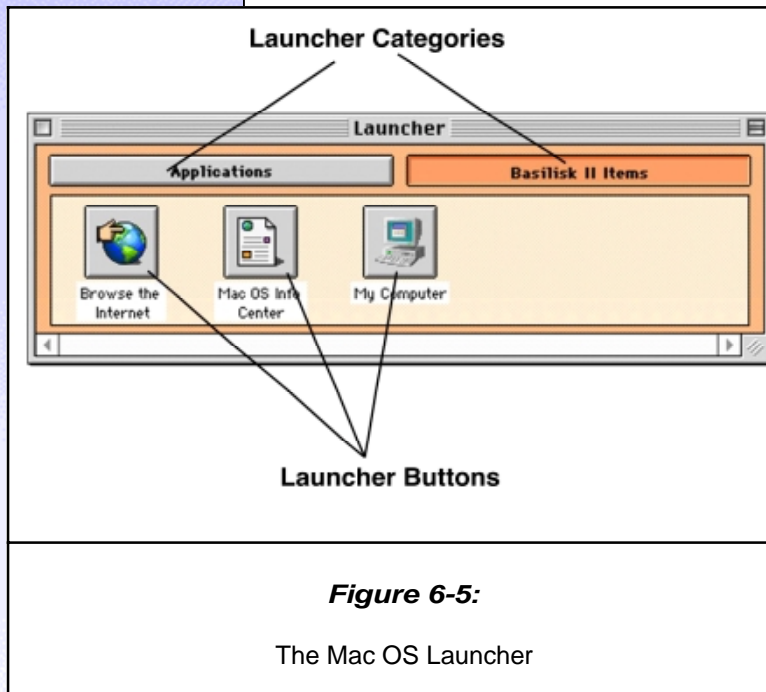 Launcher Categories
Launcher
Applications
Basilisk II Items
Browse the
Internet
Mac OS Info
Center
My Computer
Launcher Buttons
Figure 6-5:
The Mac OS Launcher